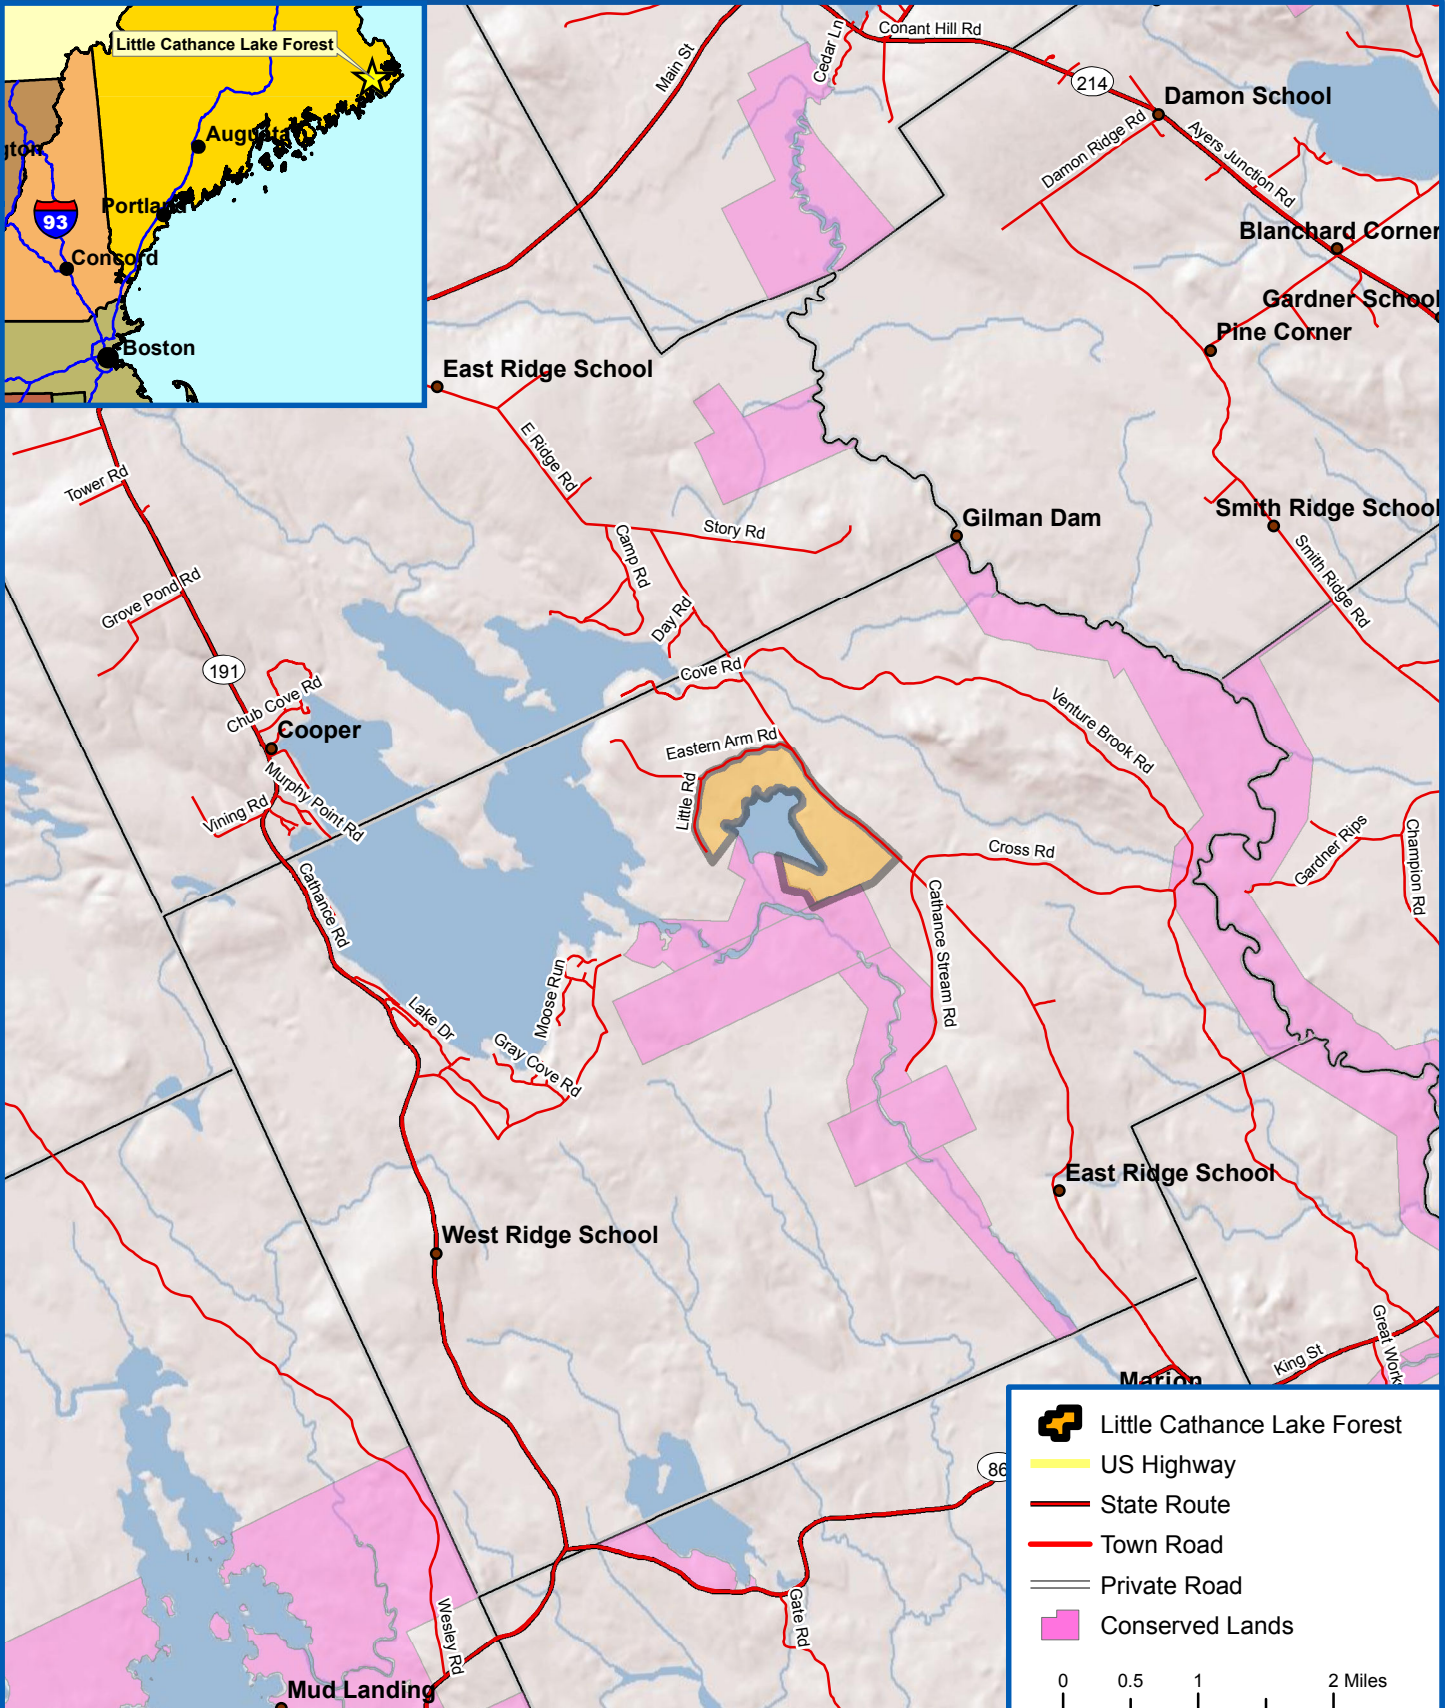 Little Cathance Lake Forest
Augusta
Portland
93
Concord
Boston
gton
Main St
Cedar Ln
Conant Hill Rd
214
Damon School
Damon Ridge Rd
Ayers Junction Rd
Blanchard Corner
Gardner School
Pine Corner
East Ridge School
E Ridge Rd
Tower Rd
Story Rd
Camp Rd
Gilman Dam
Smith Ridge School
Smith Ridge Rd
Grove Pond Rd
Day Rd
191
Cove Rd
Chub Cove Rd
Cooper
Eastern Arm Rd
Venture Brook Rd
Murphy Point Rd
Vining Rd
Little Rd
Cross Rd
Gardner Rips
Champion Rd
Cathance Rd
Cathance Stream Rd
Moose Run
Lake Dr
Gray Cove Rd
East Ridge School
West Ridge School
Great Work
King St
Marion
86
Gate Rd
Wesley Rd
Mud Landing
Little Cathance Lake Forest
US Highway
State Route
Town Road
Private Road
Conserved Lands
0 0.5 1 2 Miles